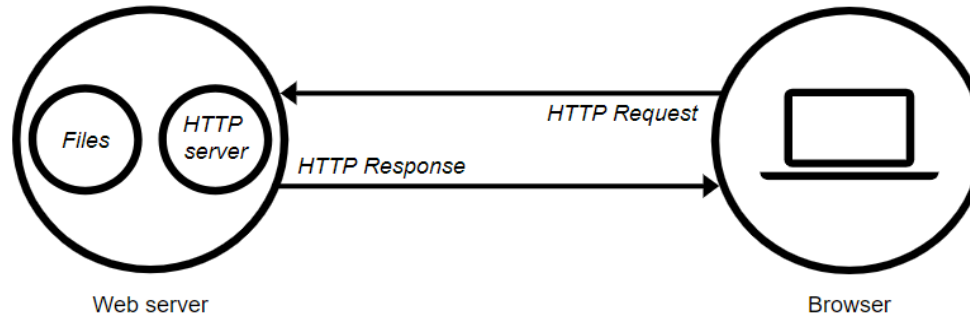 HTTP Request
Files
HTTP
server
HTTP Response
Web server
Browser